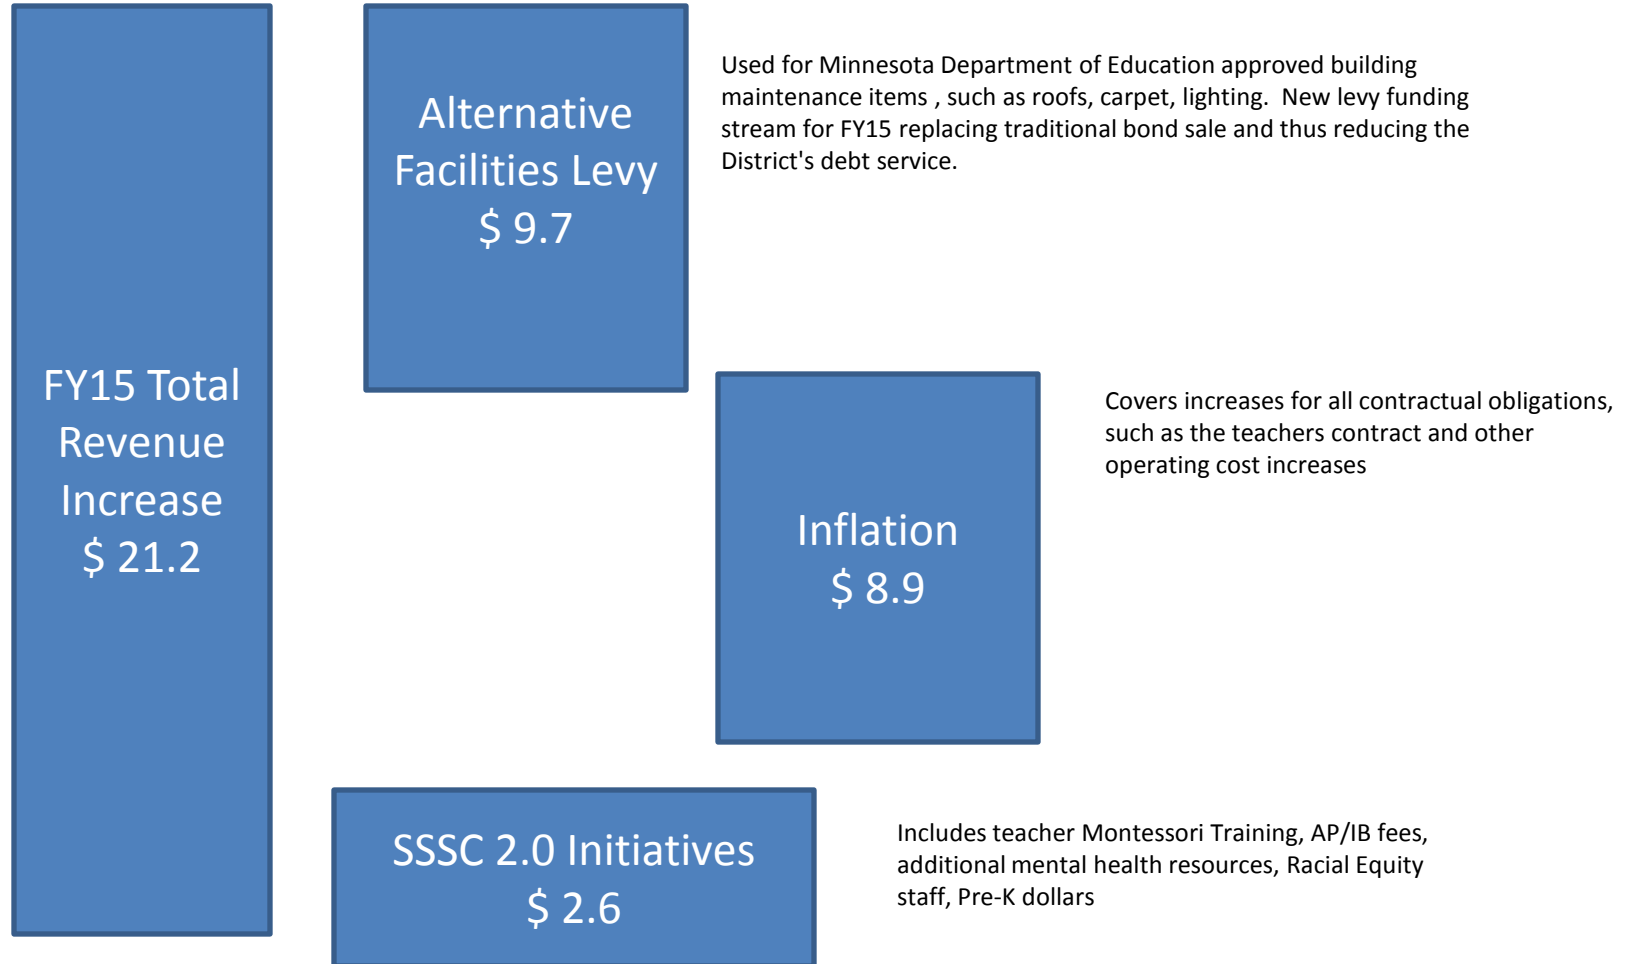 FY15 Total
Revenue
Increase
$ 21.2
Alternative
Facilities Levy
$ 9.7
Used for Minnesota Department of Education approved building
maintenance items , such as roofs, carpet, lighting.  New levy funding
stream for FY15 replacing traditional bond sale and thus reducing the
District's debt service.
Inflation
$ 8.9
Covers increases for all contractual obligations,
such as the teachers contract and other
operating cost increases
SSSC 2.0 Initiatives
$ 2.6
Includes teacher Montessori Training, AP/IB fees,
additional mental health resources, Racial Equity
staff, Pre-K dollars